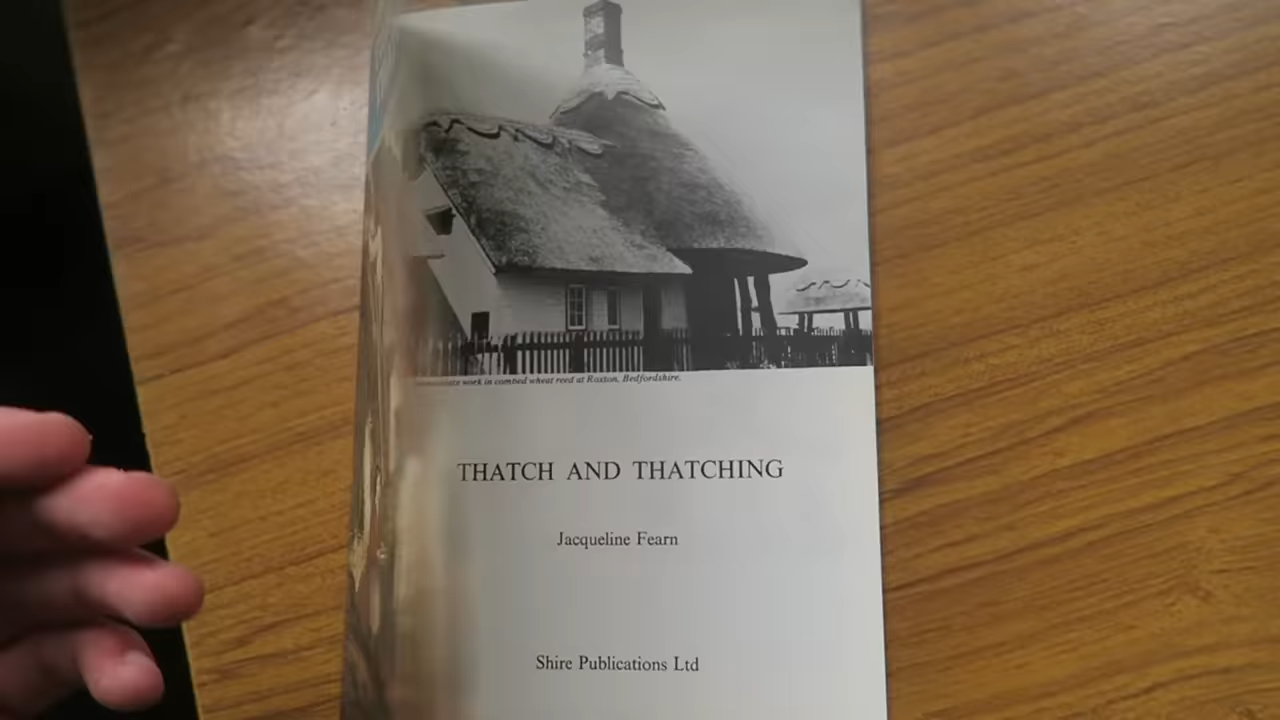 work in combed wheat reed at Roxton, Bedfordshire.
THATCH AND THATCHING
Jacqueline Fearn
Shire Publications Ltd